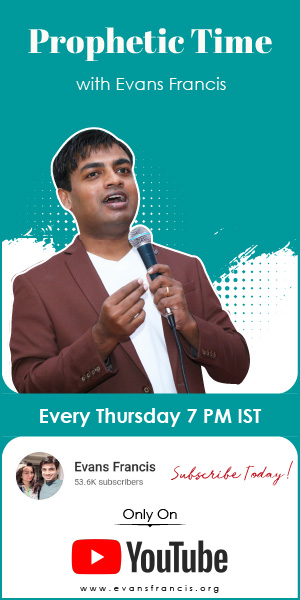 Prophetic Time
with Evans Francis
Every Thursday 7 PM IST
Evans Francis
53.6K subscribers
Subscribe Today!
Only On
YouTube
www.evansfrancis.org